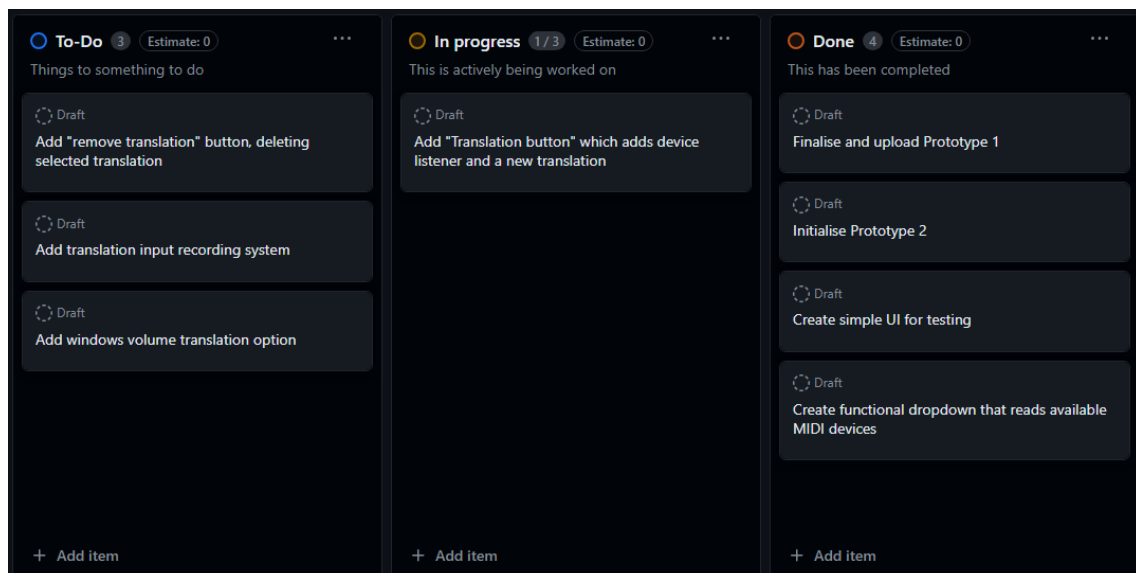 To-Do 3 Estimate: 0 ...
Things to something to do
Draft
Add "remove translation" button, deleting
selected translation
Draft
Add translation input recording system
Draft
Add windows volume translation option
+ Add item
In progress 1 / 3 Estimate: 0 ...
This is actively being worked on
Draft
Add "Translation button" which adds device
listener and a new translation
+ Add item
Done 4 Estimate: 0 ...
This has been completed
Draft
Finalise and upload Prototype 1
Draft
Initialise Prototype 2
Draft
Create simple UI for testing
Draft
Create functional dropdown that reads available
MIDI devices
+ Add item